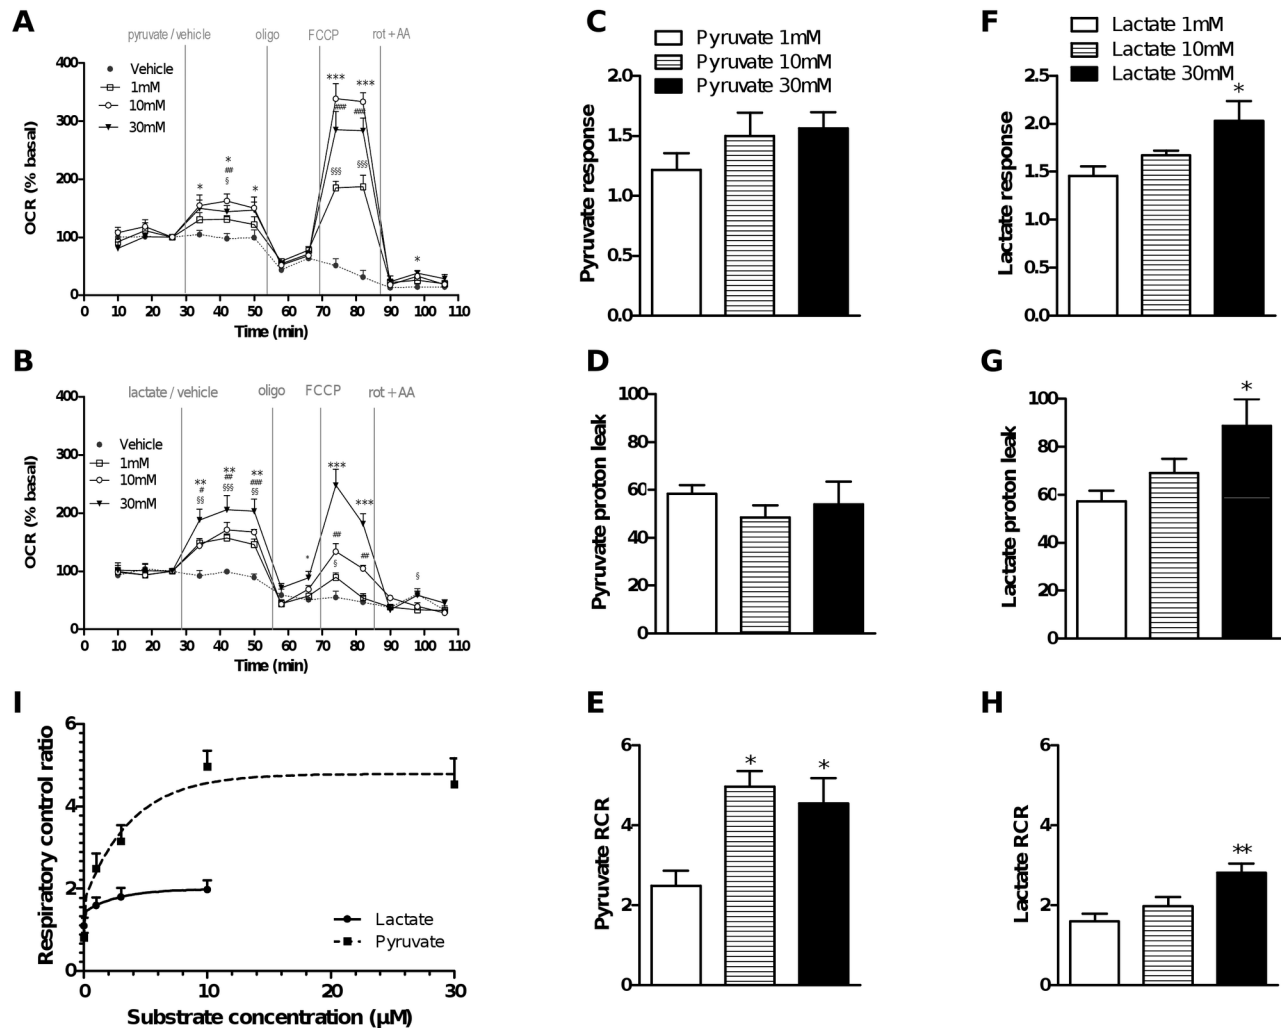 A
pyruvate / vehicle
oligo
FCCP
rot + AA
Vehicle
1mM
10mM
30mM
OCR (% basal)
400
300
200
100
0
*
*
##
§
*
***
###
***
###
§§§
§§§
*
10 20 30 40 50 60 70 80 90 100 110
Time (min)
B
lactate / vehicle
oligo
FCCP
rot + AA
Vehicle
1mM
10mM
30mM
OCR (% basal)
400
300
200
100
0
**
#
§§
**
##
§§§
**
###
§§
*
***
***
##
§
##
§
0 10 20 30 40 50 60 70 80 90 100 110
Time (min)
C
Pyruvate 1mM
Pyruvate 10mM
Pyruvate 30mM
Pyruvate response
2.0
1.5
1.0
0.5
0.0
D
Pyruvate proton leak
100
80
60
40
20
0
E
Pyruvate RCR
6
4
2
0
*
*
F
Lactate 1mM
Lactate 10mM
Lactate 30mM
Lactate response
2.5
2.0
1.5
1.0
0.5
0.0
*
G
Lactate proton leak
100
80
60
40
20
0
*
H
Lactate RCR
6
4
2
0
**
I
Respiratory control ratio
6
4
2
0
Lactate
Pyruvate
0 10 20 30
Substrate concentration (µM)